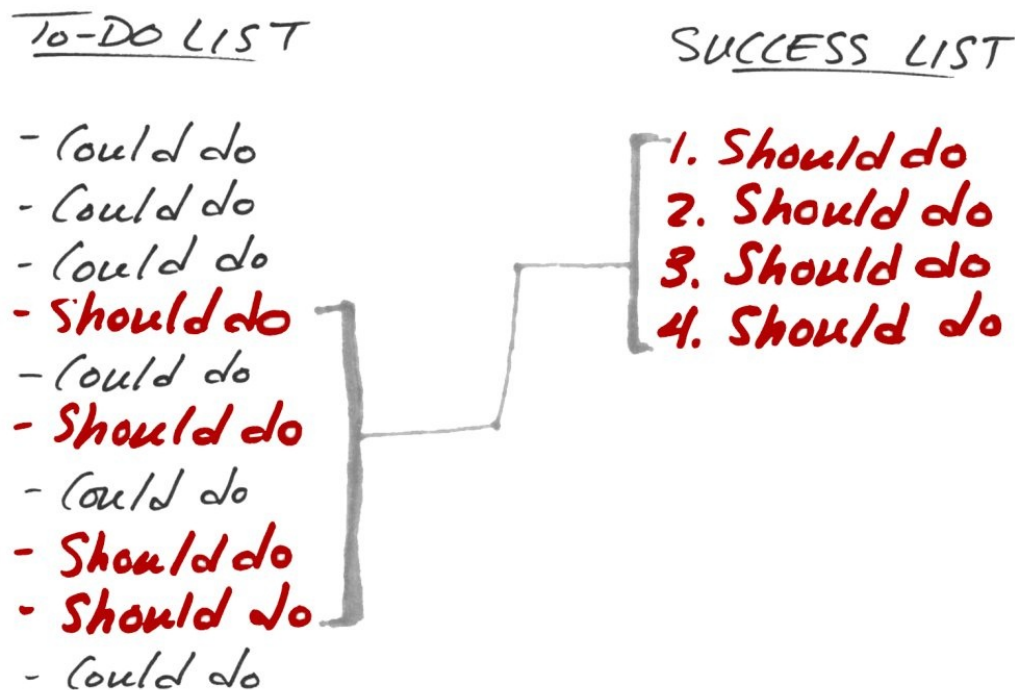 TO-DO LIST
- Could do
- Could do
- Could do
- Should do
- Could do
- Should do
- Could do
- Should do
- Should do
- Could do
SUCCESS LIST
1. Should do
2. Should do
3. Should do
4. Should do